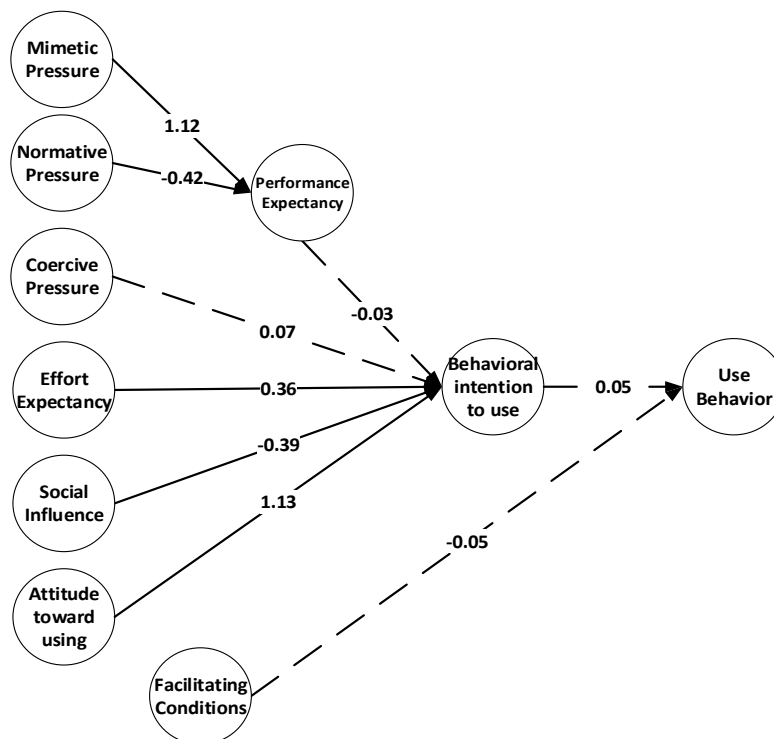 Mimetic
Pressure
1.12
Normative
Pressure
-0.42
Performance
Expectancy
Coercive
Pressure
-0.03
0.07
Effort
Expectancy
0.36
Behavioral
intention
to use
0.05
Use
Behavior
-0.39
Social
Influence
1.13
-0.05
Attitude
toward
using
Facilitating
Conditions